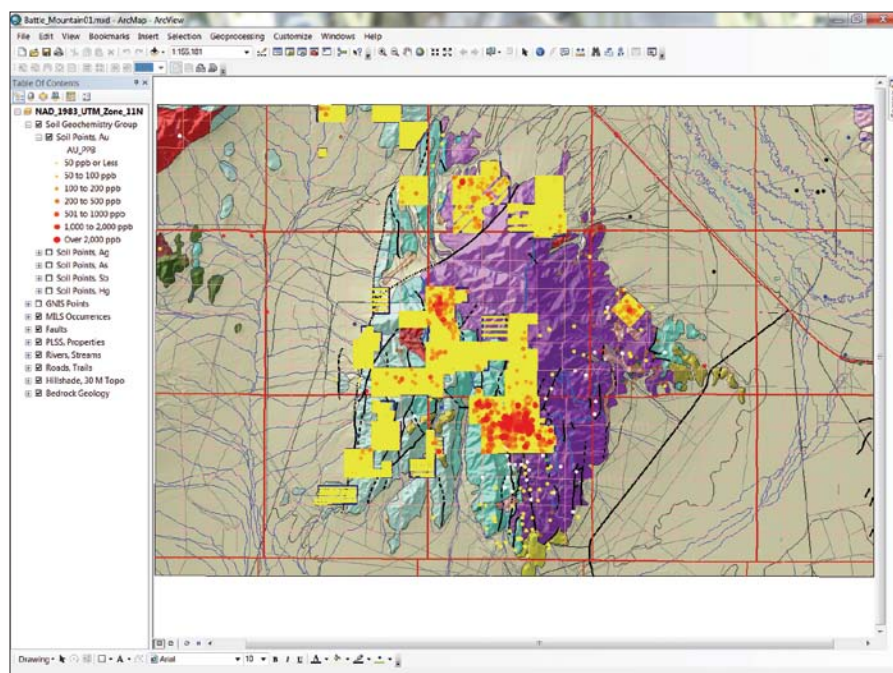 Battle_Mountain01.mxd - ArcMap - ArcView
File Edit View Bookmarks Insert Selection Geoprocessing Customize Windows Help
1:155,181
Table Of Contents
NAD_1983_UTM_Zone_11N
Soil Geochemistry Group
Soil Points, Au
AU_PPB
50 ppb or Less
50 to 100 ppb
100 to 200 ppb
200 to 500 ppb
501 to 1000 ppb
1,000 to 2,000 ppb
Over 2,000 ppb
Soil Points, Ag
Soil Points, As
Soil Points, Sb
Soil Points, Hg
GNIS Points
MILS Occurrences
Faults
PLSS, Properties
Rivers, Streams
Roads, Trails
Hillshade, 30 M Topo
Bedrock Geology
Drawing A Arial 10 B I U A